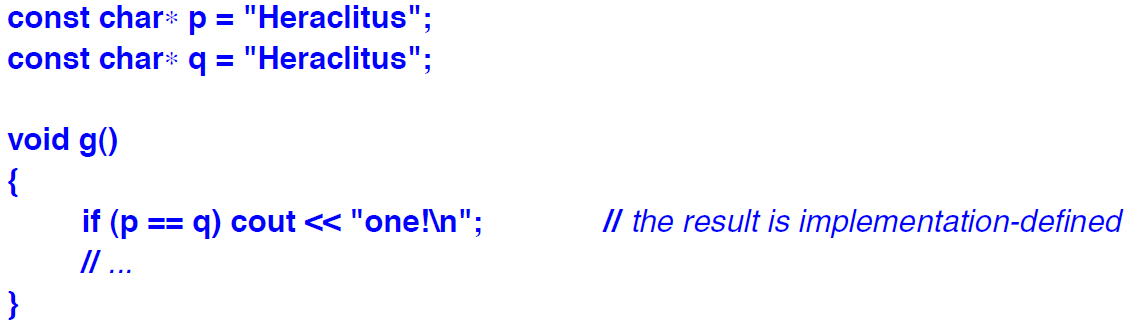 const char* p = "Heraclitus";
const char* q = "Heraclitus";
void g()
{
if (p == q) cout << "one!\n"; // the result is implementation-defined
// ...
}